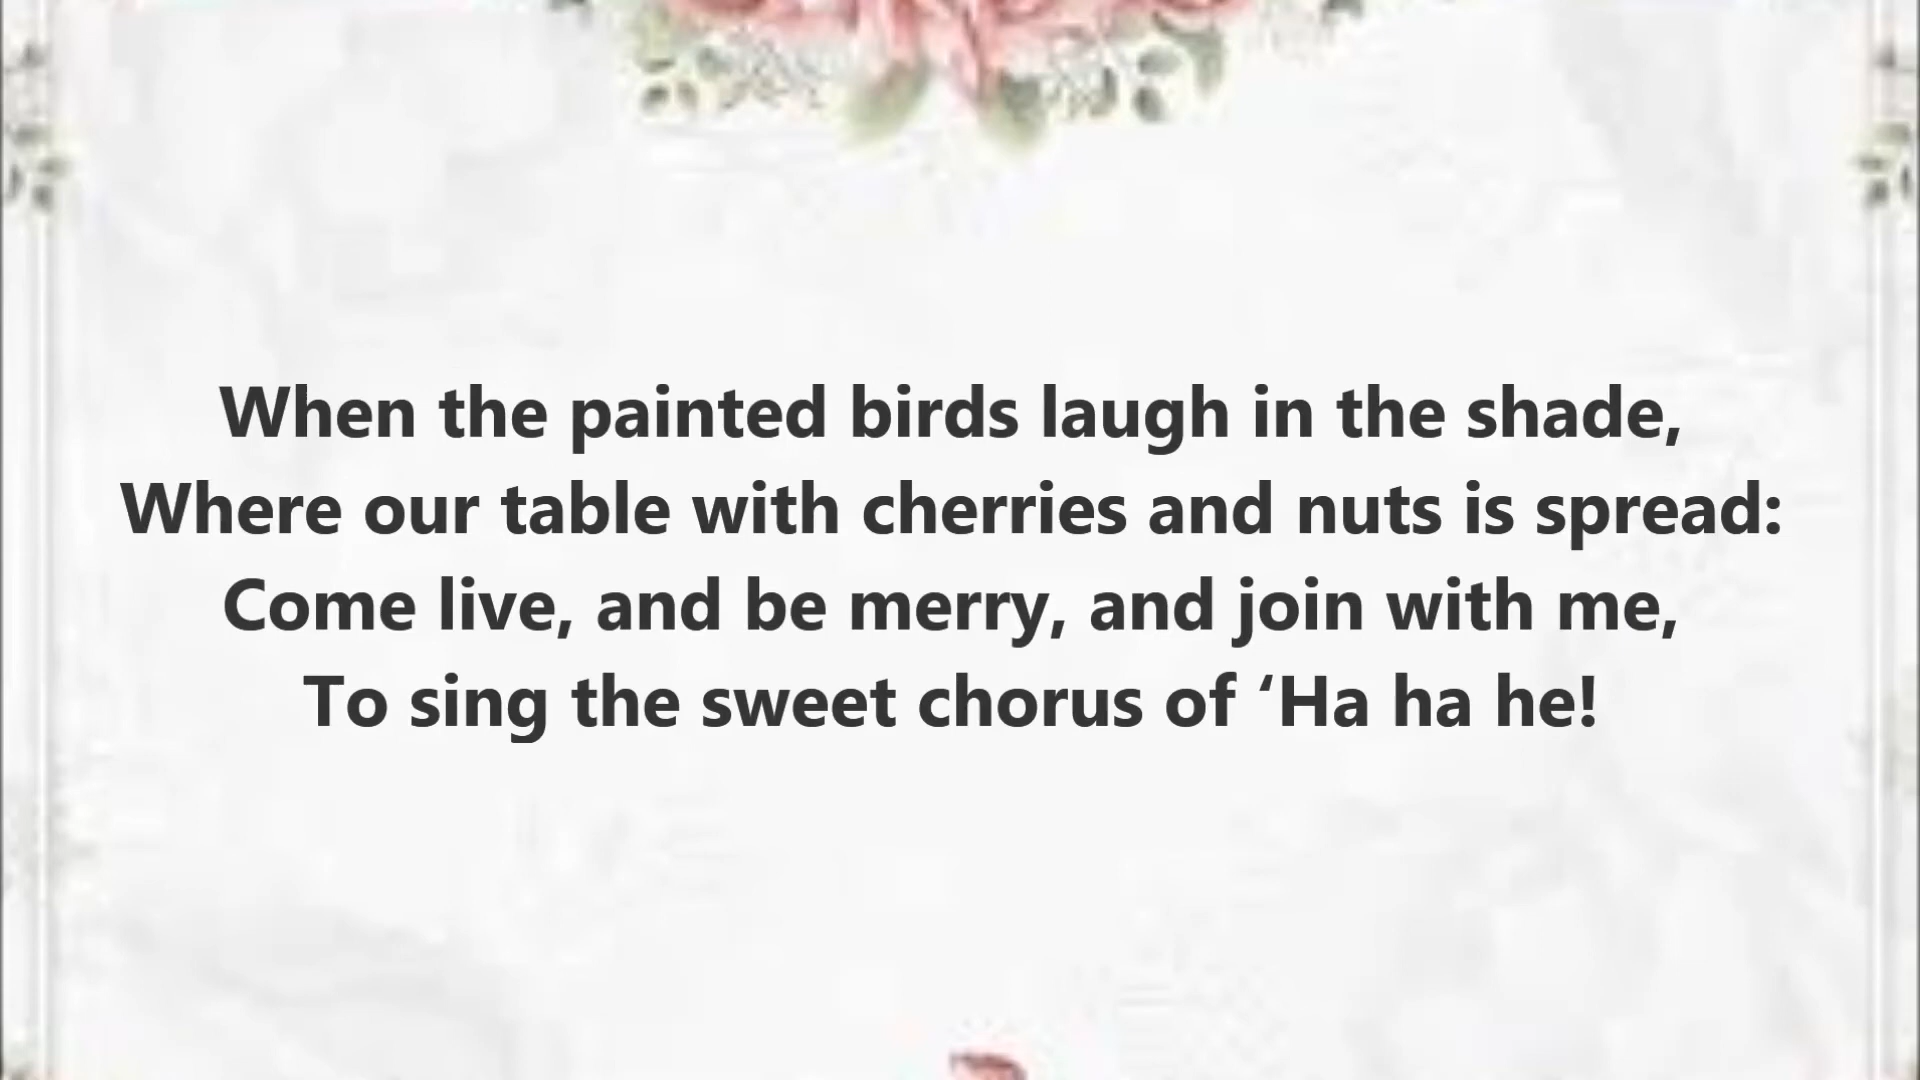 When the painted birds laugh in the shade,
Where our table with cherries and nuts is spread:
Come live, and be merry, and join with me,
To sing the sweet chorus of ‘Ha ha he!